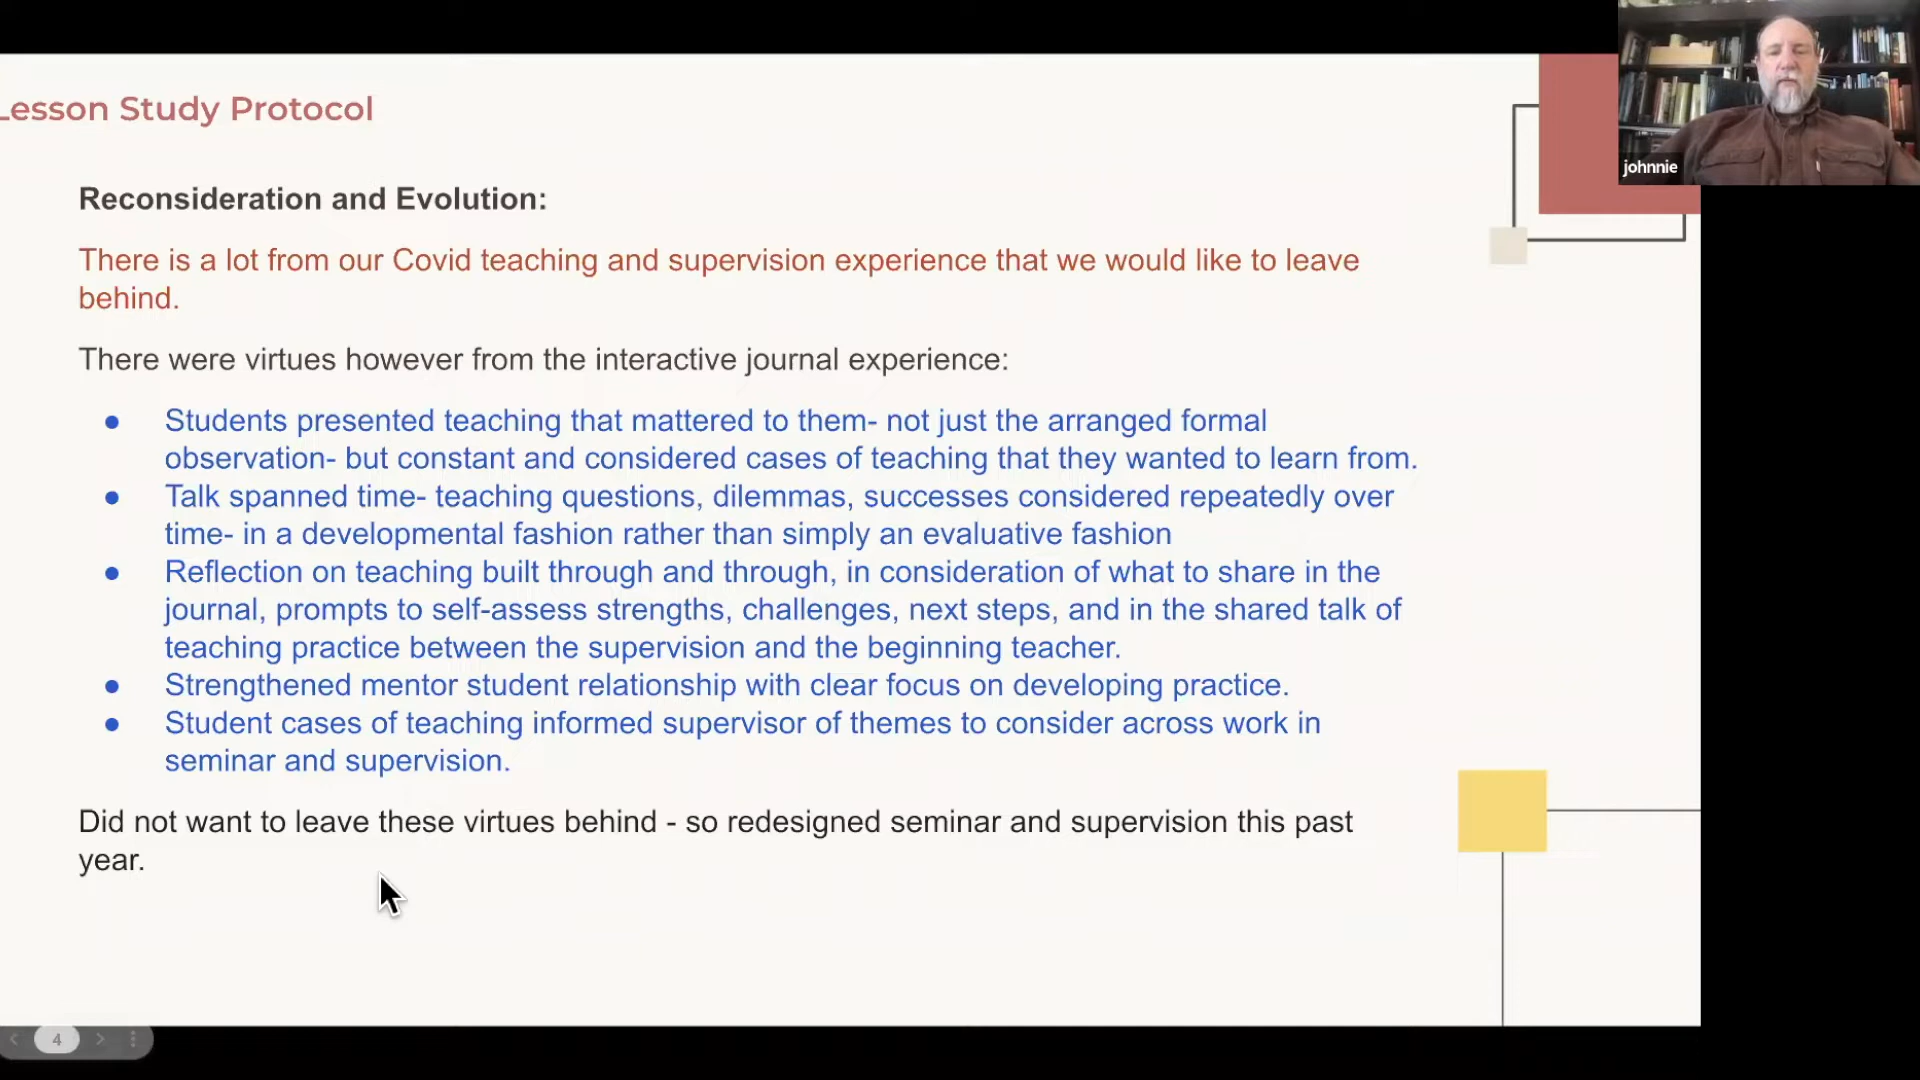 Lesson Study Protocol
johnnie
Reconsideration and Evolution:
There is a lot from our Covid teaching and supervision experience that we would like to leave
behind.
There were virtues however from the interactive journal experience:
● Students presented teaching that mattered to them- not just the arranged formal
observation- but constant and considered cases of teaching that they wanted to learn from.
● Talk spanned time- teaching questions, dilemmas, successes considered repeatedly over
time- in a developmental fashion rather than simply an evaluative fashion
● Reflection on teaching built through and through, in consideration of what to share in the
journal, prompts to self-assess strengths, challenges, next steps, and in the shared talk of
teaching practice between the supervision and the beginning teacher.
● Strengthened mentor student relationship with clear focus on developing practice.
● Student cases of teaching informed supervisor of themes to consider across work in
seminar and supervision.
Did not want to leave these virtues behind - so redesigned seminar and supervision this past
year.
4